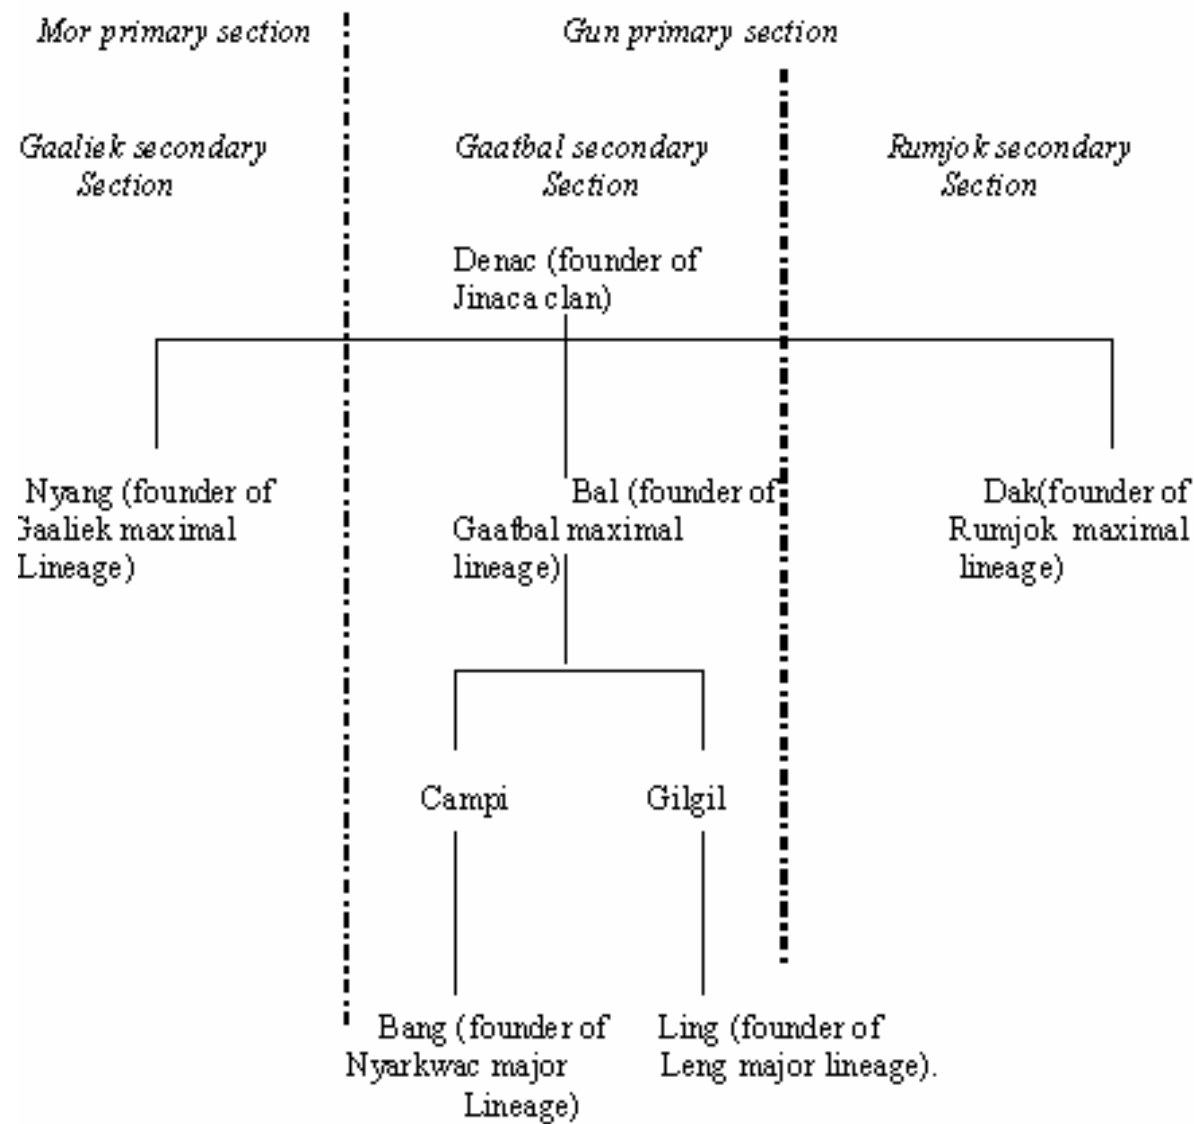 Mor primary section
Gun primary section
Gaaliek secondary
Section
Gaatbal secondary
Section
Rumjok secondary
Section
Denac (founder of
Jinaca clan)
Nyang (founder of
Gaaliek maximal
Lineage)
Bal (founder of
Gaatbal maximal
lineage)
Dak(founder of
Rumjok maximal
lineage)
Campi
Gilgil
Bang (founder of
Nyarkwac major
Lineage)
Ling (founder of
Leng major lineage).